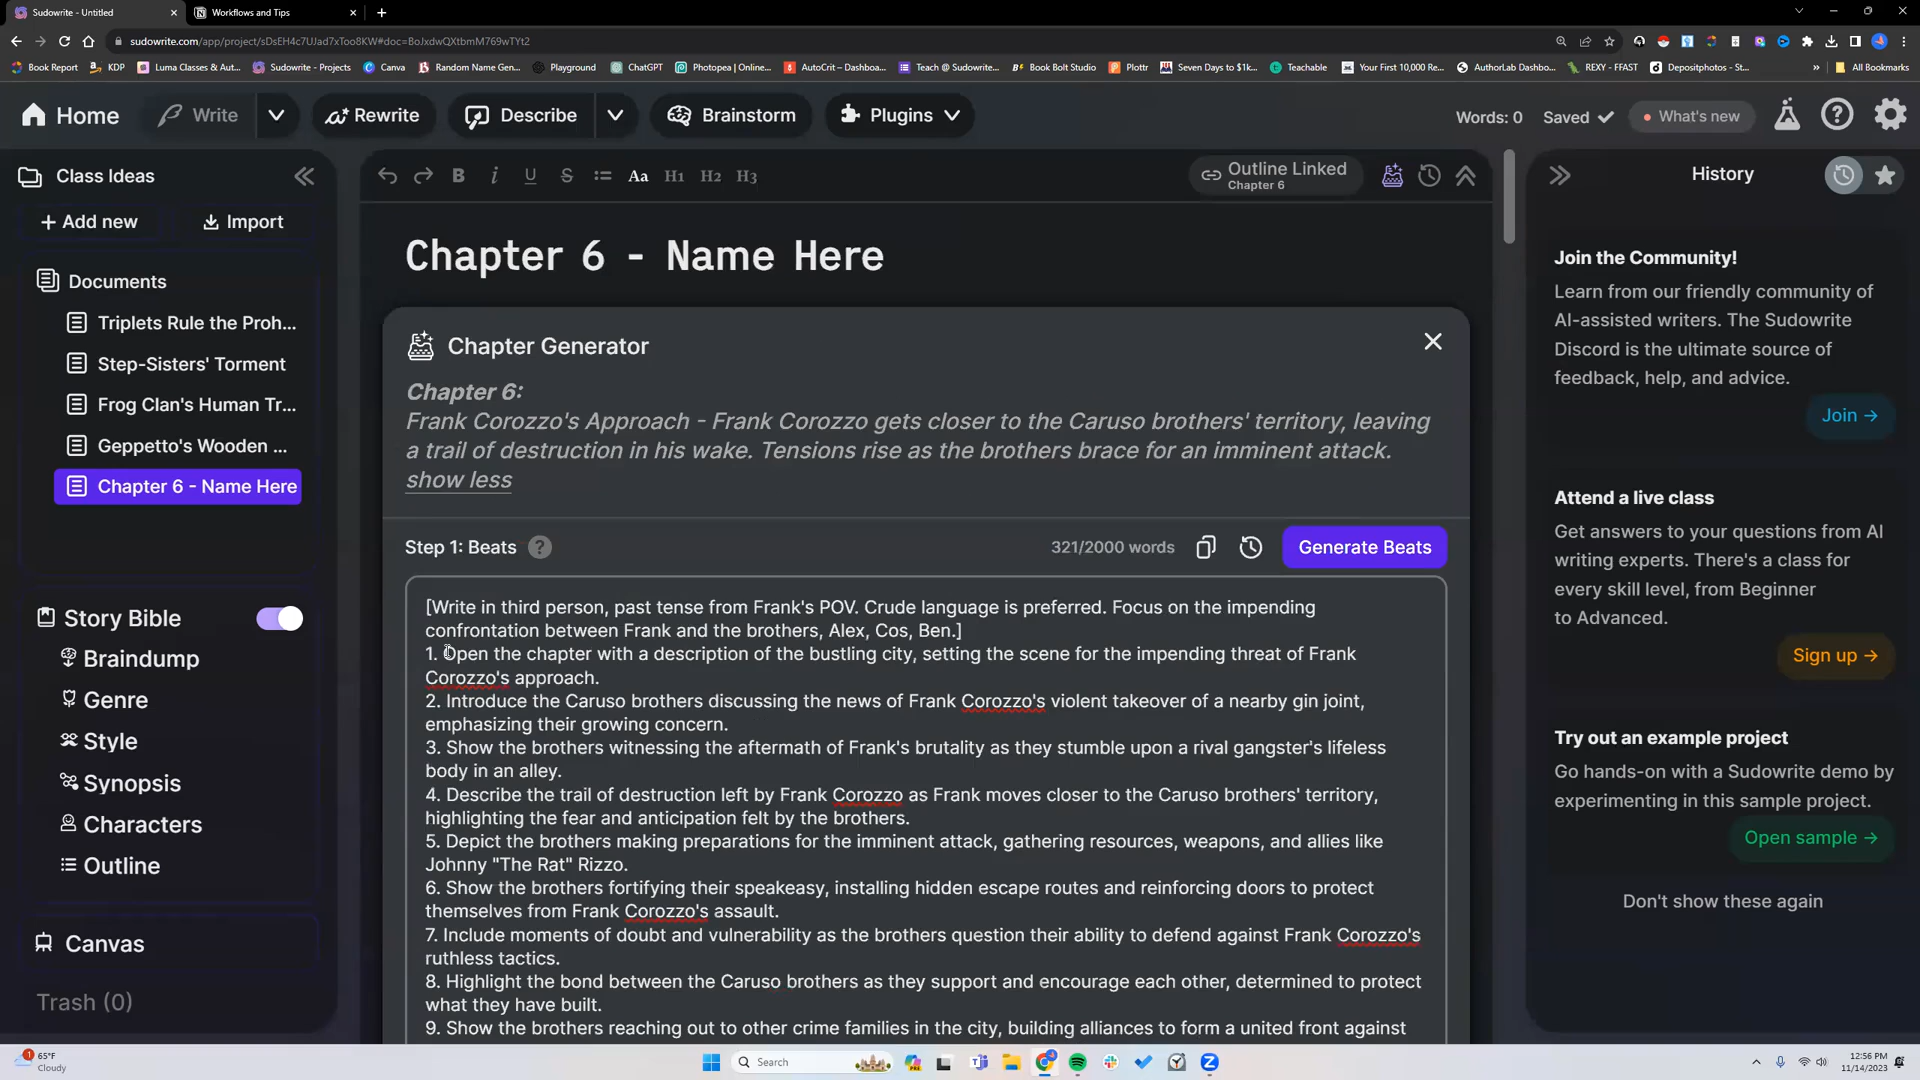 Sudowrite - Untitled
Workflows and Tips
sudowrite.com/app/project/sDsEH4c7UJad7xToo8KW#doc=BoJxdwQXtbmM769wTYt2
Book Report
KDP
Luma Classes & Aut...
Sudowrite - Projects
Canva
Random Name Gen...
Playground
ChatGPT
Photopea | Online...
AutoCrit – Dashboa...
Teach @ Sudowrite...
Book Bolt Studio
Plottr
Seven Days to $1k...
Teachable
Your First 10,000 Re...
AuthorLab Dashbo...
REXY - FFAST
Depositphotos - St...
»
All Bookmarks
Home
Write
Rewrite
Describe
Brainstorm
Plugins
Words: 0
Saved
What's new
Class Ideas
+ Add new
Import
Documents
Triplets Rule the Proh...
Step-Sisters' Torment
Frog Clan's Human Tr...
Geppetto's Wooden ...
Chapter 6 - Name Here
Story Bible
Braindump
Genre
Style
Synopsis
Characters
Outline
Canvas
Trash (0)
B i U S Aa H1 H2 H3
Outline Linked
Chapter 6
Chapter 6 - Name Here
Chapter Generator
Chapter 6:
Frank Corozzo's Approach - Frank Corozzo gets closer to the Caruso brothers' territory, leaving
a trail of destruction in his wake. Tensions rise as the brothers brace for an imminent attack.
show less
Step 1: Beats ?
321/2000 words
Generate Beats
[Write in third person, past tense from Frank's POV. Crude language is preferred. Focus on the impending
confrontation between Frank and the brothers, Alex, Cos, Ben.]
1. Open the chapter with a description of the bustling city, setting the scene for the impending threat of Frank
Corozzo's approach.
2. Introduce the Caruso brothers discussing the news of Frank Corozzo's violent takeover of a nearby gin joint,
emphasizing their growing concern.
3. Show the brothers witnessing the aftermath of Frank's brutality as they stumble upon a rival gangster's lifeless
body in an alley.
4. Describe the trail of destruction left by Frank Corozzo as Frank moves closer to the Caruso brothers' territory,
highlighting the fear and anticipation felt by the brothers.
5. Depict the brothers making preparations for the imminent attack, gathering resources, weapons, and allies like
Johnny "The Rat" Rizzo.
6. Show the brothers fortifying their speakeasy, installing hidden escape routes and reinforcing doors to protect
themselves from Frank Corozzo's assault.
7. Include moments of doubt and vulnerability as the brothers question their ability to defend against Frank Corozzo's
ruthless tactics.
8. Highlight the bond between the Caruso brothers as they support and encourage each other, determined to protect
what they have built.
9. Show the brothers reaching out to other crime families in the city, building alliances to form a united front against
History
Join the Community!
Learn from our friendly community of
AI-assisted writers. The Sudowrite
Discord is the ultimate source of
feedback, help, and advice.
Join →
Attend a live class
Get answers to your questions from AI
writing experts. There's a class for
every skill level, from Beginner
to Advanced.
Sign up →
Try out an example project
Go hands-on with a Sudowrite demo by
experimenting in this sample project.
Open sample →
Don't show these again
1
65°F
Cloudy
Search
12:56 PM
11/14/2023